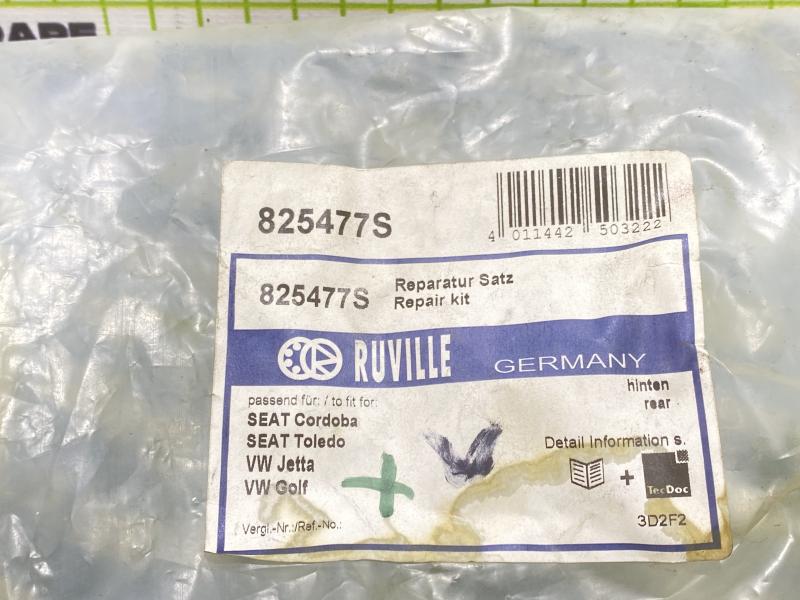 825477S
4 011442 503222
825477S
Reparatur Satz
Repair kit
RUVILLE GERMANY
passend für: / to fit for:
SEAT Cordoba
SEAT Toledo
VW Jetta
VW Golf
hinten
rear
Detail Information s.
+
TecDoc
Vergl.-Nr.:/Ref.-No.:
3D2F2